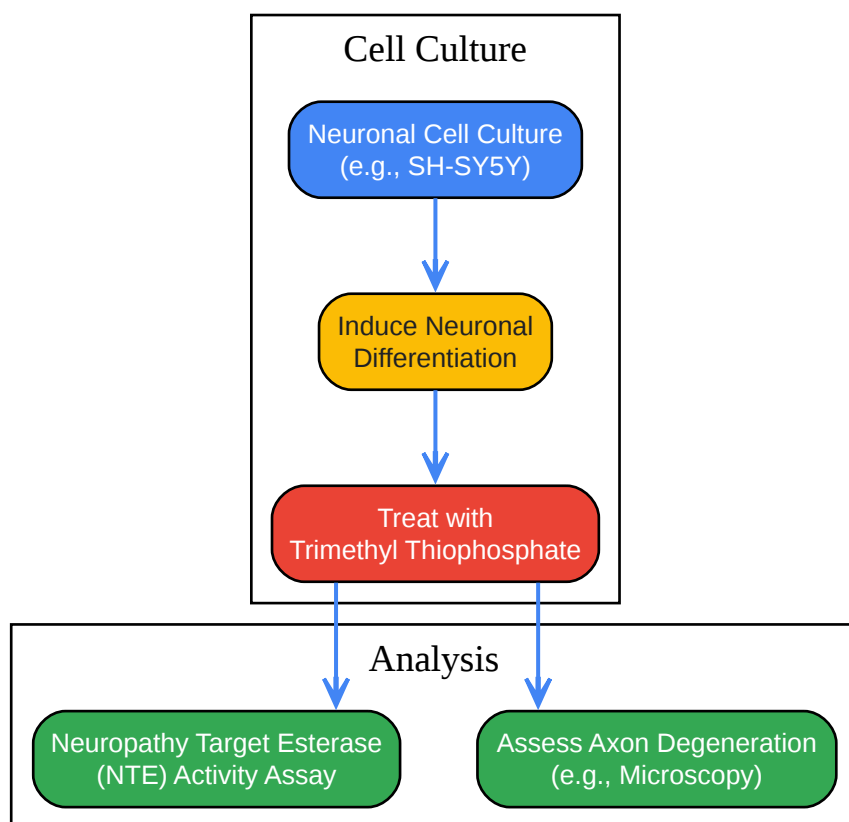 Cell Culture
Neuronal Cell Culture
(e.g., SH-SY5Y)
Induce Neuronal
Differentiation
Treat with
Trimethyl Thiophosphate
Analysis
Neuropathy Target Esterase
(NTE) Activity Assay
Assess Axon Degeneration
(e.g., Microscopy)